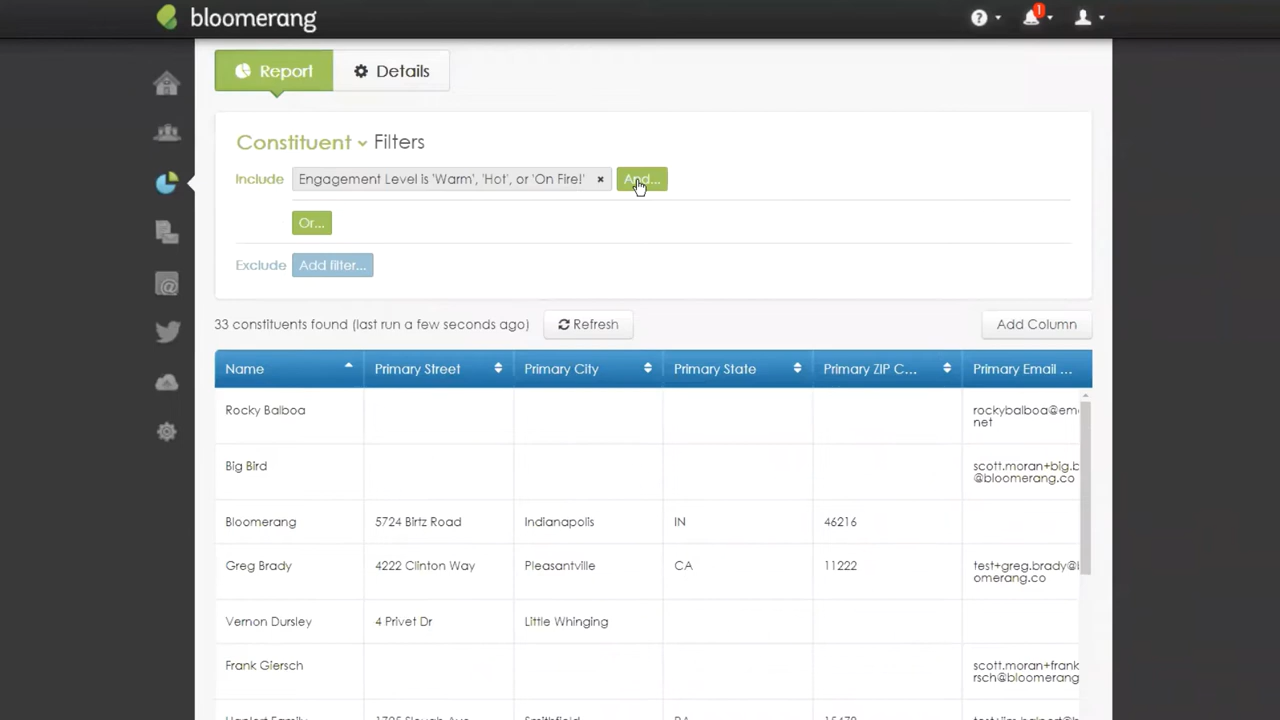 bloomerang
? 1
Report Details
Constituent Filters
Include Engagement Level is 'Warm', 'Hot', or 'On Fire!' × And...
Or...
Exclude Add filter...
33 constituents found (last run a few seconds ago) Refresh Add Column
Name Primary Street Primary City Primary State Primary ZIP C... Primary Email ...
Rocky Balboa rockybalboa@em
net
Big Bird scott.moran+big.b
@bloomerang.co
Bloomerang 5724 Birtz Road Indianapolis IN 46216
Greg Brady 4222 Clinton Way Pleasantville CA 11222 test+greg.brady@
omerang.co
Vernon Dursley 4 Privet Dr Little Whinging
Frank Giersch scott.moran+frank
rsch@bloomerang